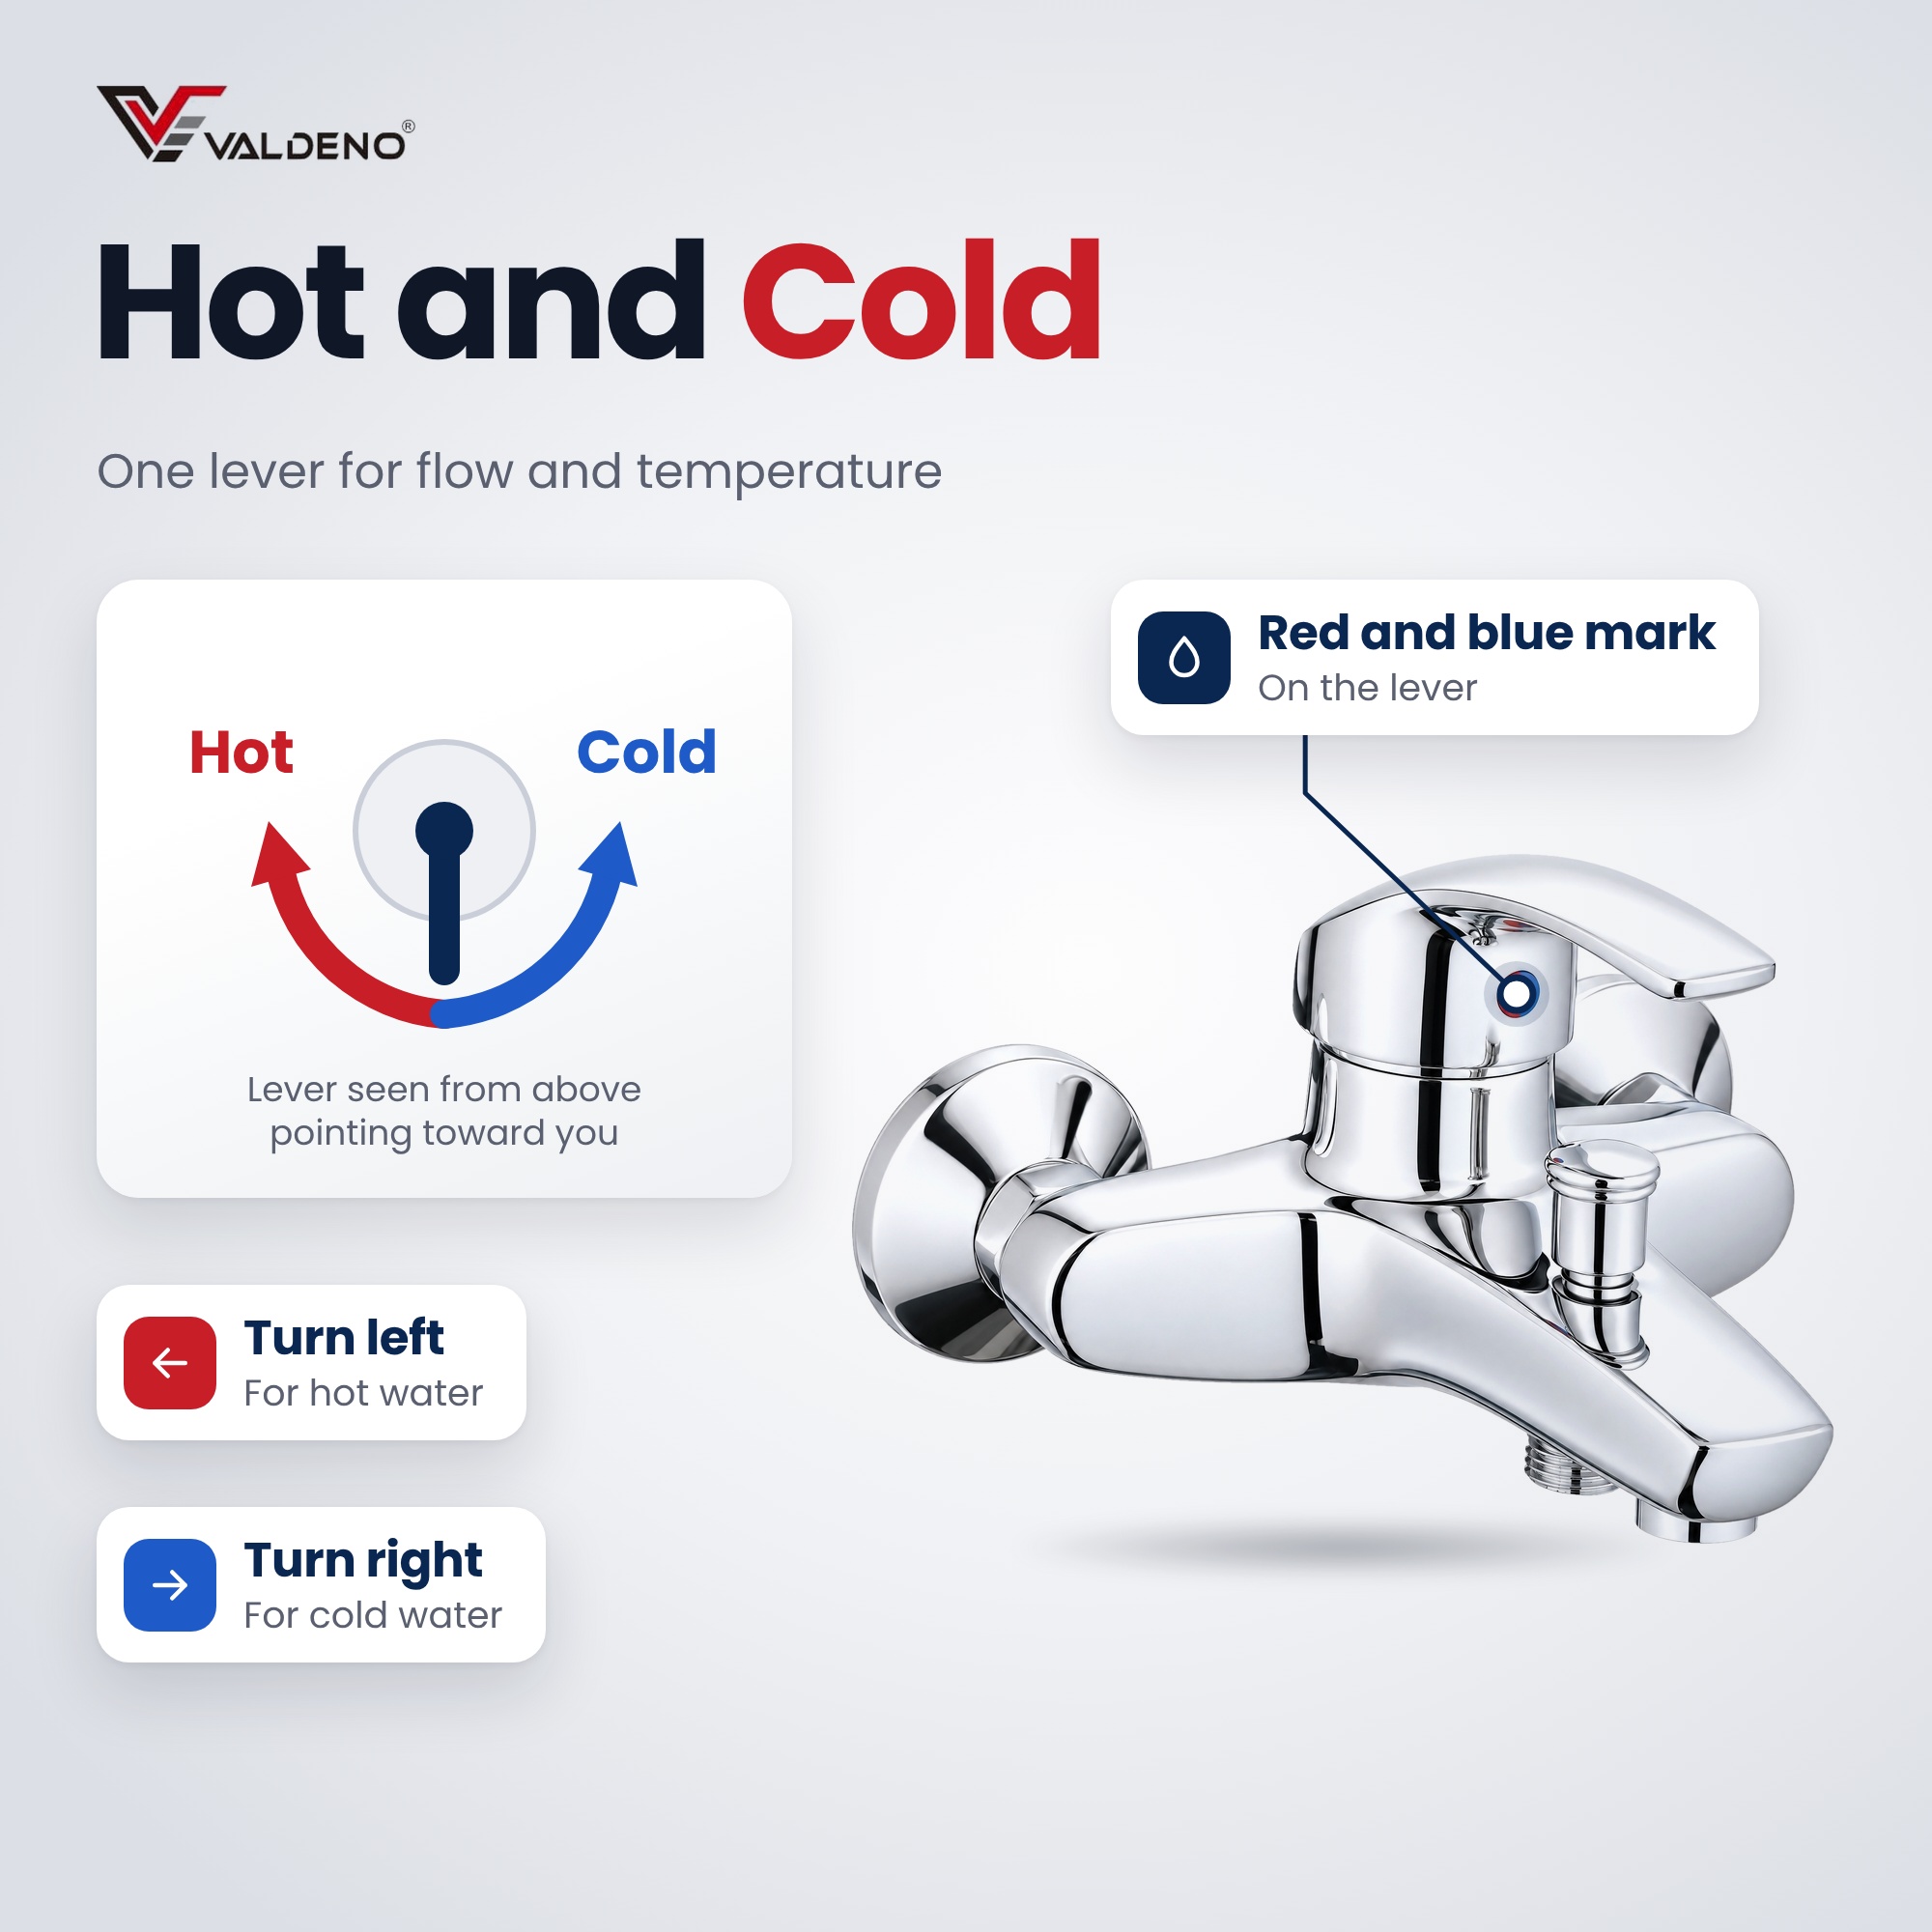 VALDENO®
Hot and Cold
One lever for flow and temperature
Red and blue mark
On the lever
Hot
Cold
Lever seen from above
pointing toward you
Turn left
For hot water
Turn right
For cold water